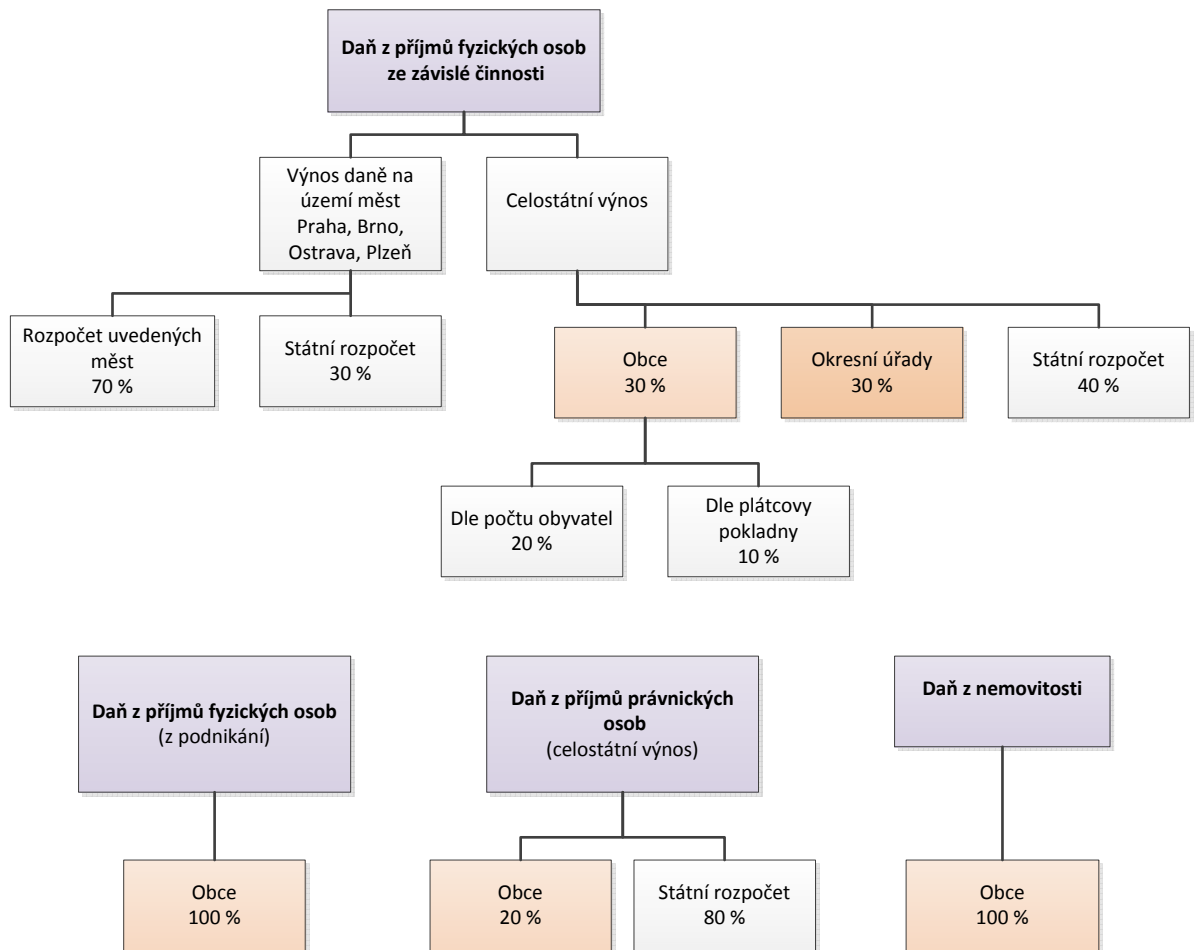 Daň z příjmů fyzických osob
ze závislé činnosti
Výnos daně na
území měst
Praha, Brno,
Ostrava, Plzeň
Celostátní výnos
Rozpočet uvedených
měst
70 %
Státní rozpočet
30 %
Obce
30 %
Okresní úřady
30 %
Státní rozpočet
40 %
Dle počtu obyvatel
20 %
Dle plátcovy
pokladny
10 %
Daň z příjmů fyzických osob
(z podnikání)
Daň z příjmů právnických
osob
(celostátní výnos)
Daň z nemovitosti
Obce
100 %
Obce
20 %
Státní rozpočet
80 %
Obce
100 %